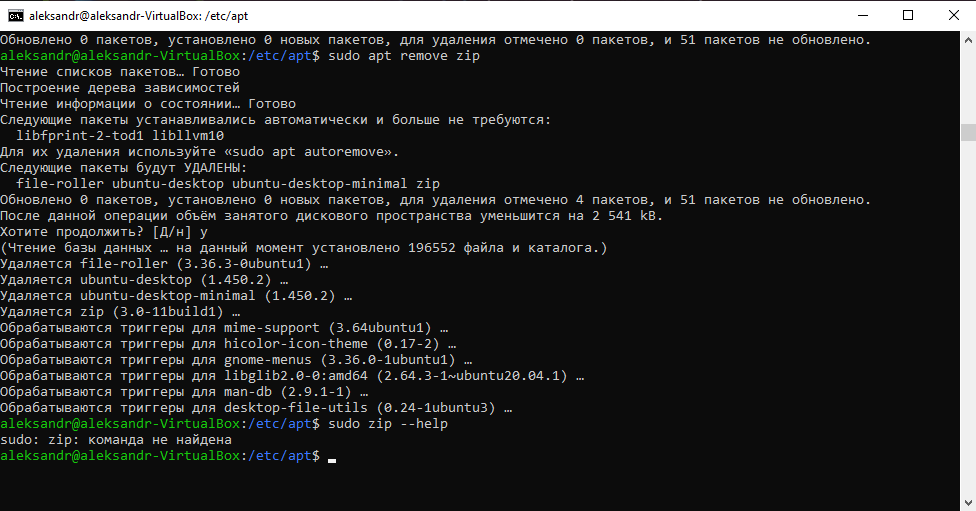 aleksandr@aleksandr-VirtualBox: /etc/apt
Обновлено 0 пакетов, установлено 0 новых пакетов, для удаления отмечено 0 пакетов, и 51 пакетов не обновлено.
aleksandr@aleksandr-VirtualBox:/etc/apt$ sudo apt remove zip
Чтение списков пакетов… Готово
Построение дерева зависимостей
Чтение информации о состоянии… Готово
Следующие пакеты устанавливались автоматически и больше не требуются:
  libfprint-2-tod1 libllvm10
Для их удаления используйте «sudo apt autoremove».
Следующие пакеты будут УДАЛЕНЫ:
  file-roller ubuntu-desktop ubuntu-desktop-minimal zip
Обновлено 0 пакетов, установлено 0 новых пакетов, для удаления отмечено 4 пакетов, и 51 пакетов не обновлено.
После данной операции объём занятого дискового пространства уменьшится на 2 541 kB.
Хотите продолжить? [Д/н] y
(Чтение базы данных … на данный момент установлено 196552 файла и каталога.)
Удаляется file-roller (3.36.3-0ubuntu1) …
Удаляется ubuntu-desktop (1.450.2) …
Удаляется ubuntu-desktop-minimal (1.450.2) …
Удаляется zip (3.0-11build1) …
Обрабатываются триггеры для mime-support (3.64ubuntu1) …
Обрабатываются триггеры для hicolor-icon-theme (0.17-2) …
Обрабатываются триггеры для gnome-menus (3.36.0-1ubuntu1) …
Обрабатываются триггеры для libglib2.0-0:amd64 (2.64.3-1~ubuntu20.04.1) …
Обрабатываются триггеры для man-db (2.9.1-1) …
Обрабатываются триггеры для desktop-file-utils (0.24-1ubuntu3) …
aleksandr@aleksandr-VirtualBox:/etc/apt$ sudo zip --help
sudo: zip: команда не найдена
aleksandr@aleksandr-VirtualBox:/etc/apt$